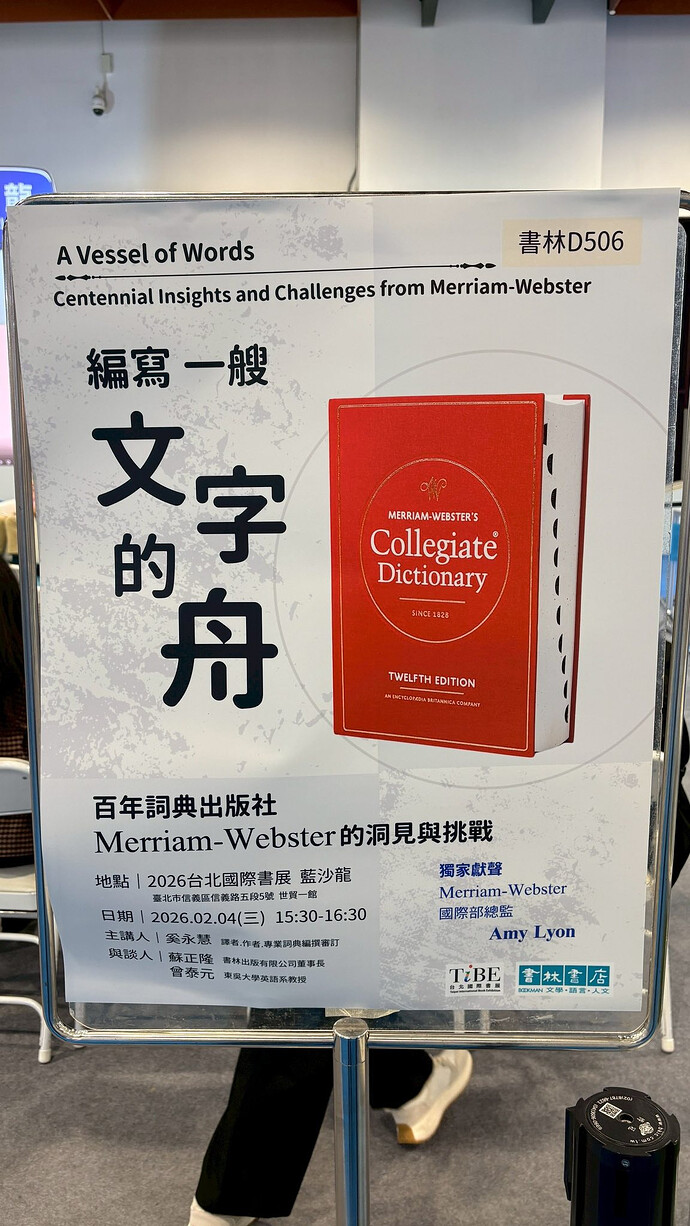 龍
書林D506
A Vessel of Words
Centennial Insights and Challenges from Merriam-Webster
編寫 一艘
文字
的
舟
MERRIAM-WEBSTER'S
Collegiate®
Dictionary
SINCE 1828
TWELFTH EDITION
AN ENCYCLOPÆDIA BRITANNICA COMPANY
百年詞典出版社
Merriam-Webster的洞見與挑戰
地點｜2026台北國際書展 藍沙龍
臺北市信義區信義路五段5號 世貿一館
日期｜2026.02.04(三) 15:30-16:30
主講人｜奚永慧 譯者.作者.專業詞典編撰審訂
與談人｜蘇正隆 書林出版有限公司董事長
曾泰元 東吳大學英語系教授
獨家獻聲
Merriam-Webster
國際部總監
Amy Lyon
TiBE
台北國際書展
Taipei International Book Exhibition
書林書店
BOOKMAN 文學·語言·人文